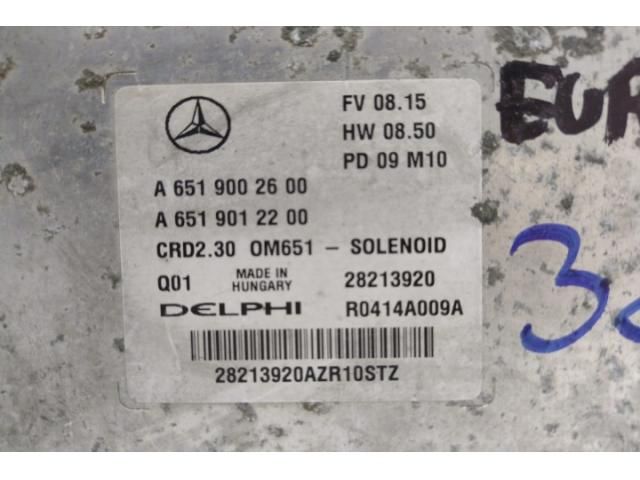 FV 08.15
HW 08.50
PD 09 M10
A 651 900 26 00
A 651 901 22 00
CRD2.30 OM651 – SOLENOID
Q01 MADE IN HUNGARY 28213920
DELPHI R0414A009A
28213920AZR10STZ
EUR